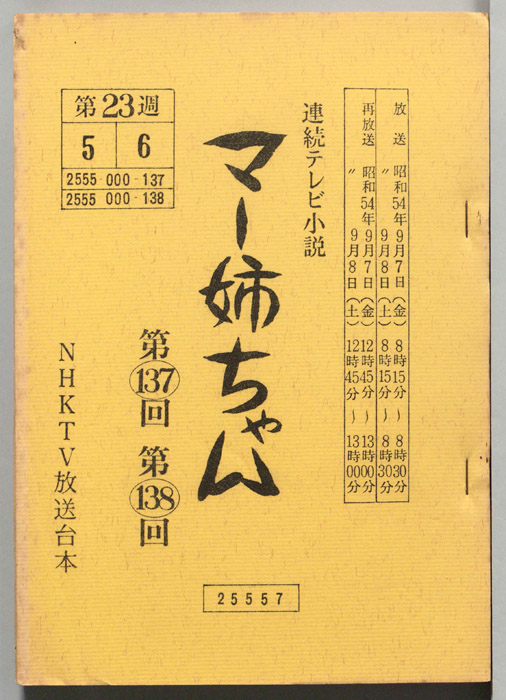 放送 昭和54年9月7日(金) 8時15分～8時30分
〃 9月8日(土) 8時15分～8時30分
再放送 昭和54年9月7日(金) 12時45分～13時00分
〃 9月8日(土) 12時45分～13時00分
連続テレビ小説
マー姉ちゃん
第137回 第138回
第23週
5 6
2555-000-137
2555 000-138
NHKTV放送台本
25557